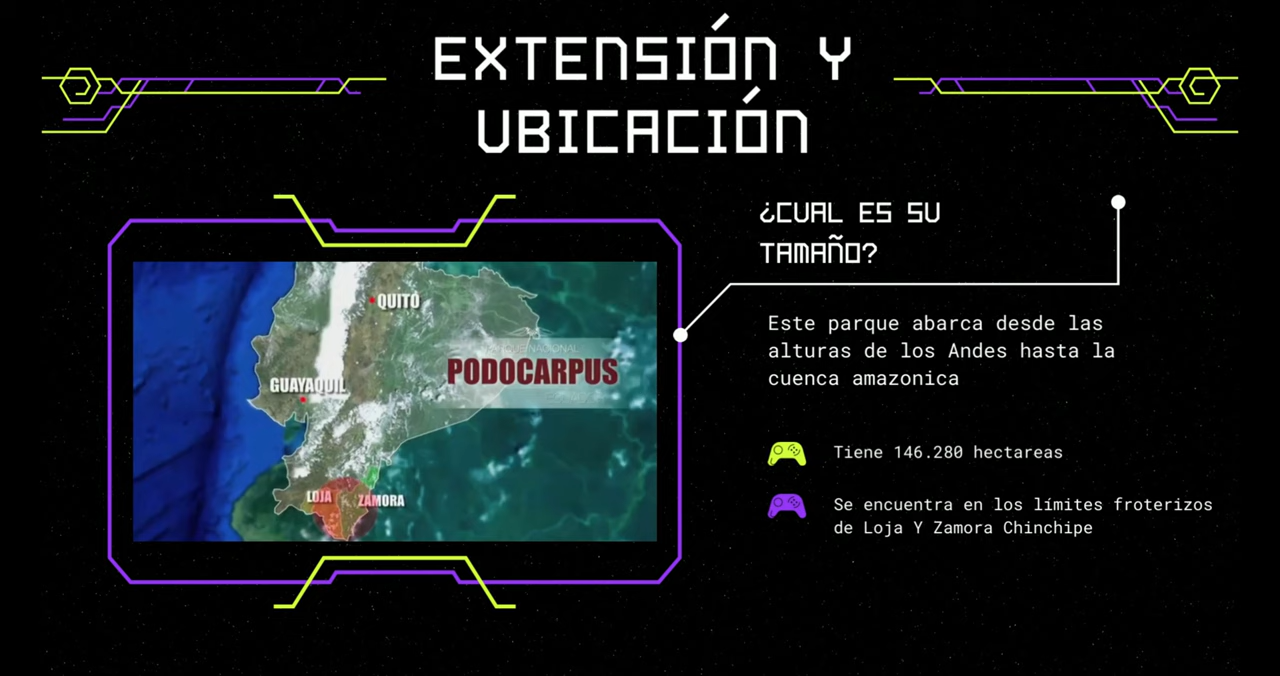 EXTENSIÓN Y
UBICACIÓN
¿CUAL ES SU
TAMAÑO?
QUITO
PARQUE NACIONAL
PODOCARPUS
GUAYAQUIL
LOJA
ZAMORA
Este parque abarca desde las
alturas de los Andes hasta la
cuenca amazonica
Tiene 146.280 hectareas
Se encuentra en los límites froterizos
de Loja Y Zamora Chinchipe